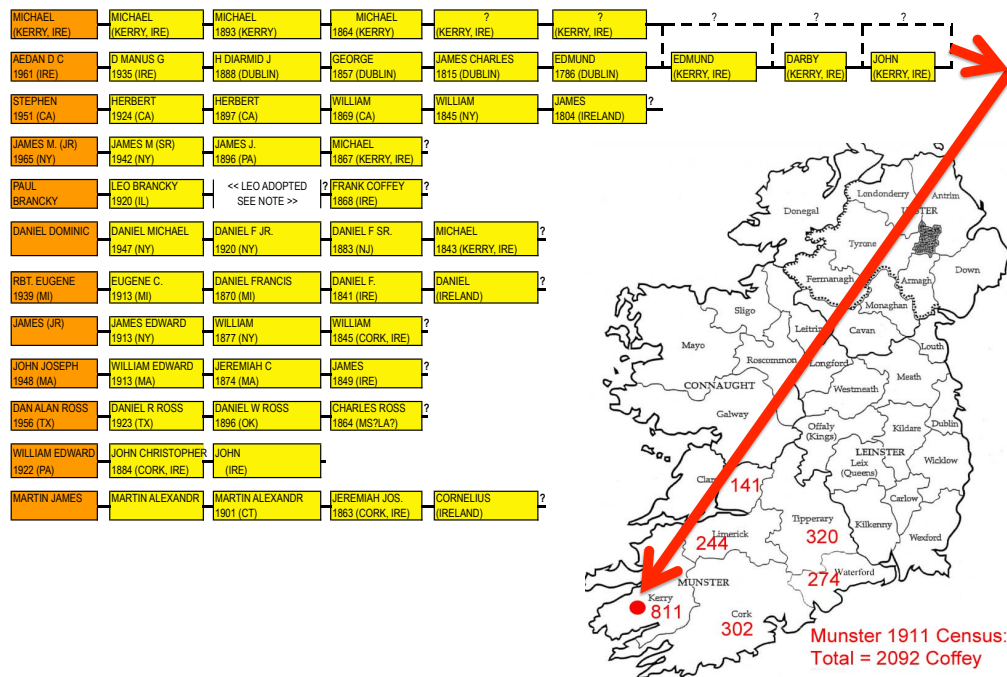 MICHAEL
(KERRY, IRE)
MICHAEL
(KERRY, IRE)
MICHAEL
1893 (KERRY)
MICHAEL
1864 (KERRY)
?
(KERRY, IRE)
?
(KERRY, IRE)
?
?
?
AEDAN D C
1961 (IRE)
D MANUS G
1935 (IRE)
H DIARMID J
1888 (DUBLIN)
GEORGE
1857 (DUBLIN)
JAMES CHARLES
1815 (DUBLIN)
EDMUND
1786 (DUBLIN)
EDMUND
(KERRY, IRE)
DARBY
(KERRY, IRE)
JOHN
(KERRY, IRE)
STEPHEN
1951 (CA)
HERBERT
1924 (CA)
HERBERT
1897 (CA)
WILLIAM
1869 (CA)
WILLIAM
1845 (NY)
JAMES
1804 (IRELAND)
?
JAMES M. (JR)
1965 (NY)
JAMES M (SR)
1942 (NY)
JAMES J.
1896 (PA)
MICHAEL
1867 (KERRY, IRE)
?
PAUL
BRANCKY
LEO BRANCKY
1920 (IL)
<< LEO ADOPTED
SEE NOTE >>
?
FRANK COFFEY
1868 (IRE)
?
DANIEL DOMINIC
DANIEL MICHAEL
1947 (NY)
DANIEL F JR.
1920 (NY)
DANIEL F SR.
1883 (NJ)
MICHAEL
1843 (KERRY, IRE)
?
RBT. EUGENE
1939 (MI)
EUGENE C.
1913 (MI)
DANIEL FRANCIS
1870 (MI)
DANIEL F.
1841 (IRE)
DANIEL
(IRELAND)
?
JAMES (JR)
JAMES EDWARD
1913 (NY)
WILLIAM
1877 (NY)
WILLIAM
1845 (CORK, IRE)
?
JOHN JOSEPH
1948 (MA)
WILLIAM EDWARD
1913 (MA)
JEREMIAH C
1874 (MA)
JAMES
1849 (IRE)
?
DAN ALAN ROSS
1956 (TX)
DANIEL R ROSS
1923 (TX)
DANIEL W ROSS
1896 (OK)
CHARLES ROSS
1864 (MS?LA?)
?
WILLIAM EDWARD
1922 (PA)
JOHN CHRISTOPHER
1884 (CORK, IRE)
JOHN
(IRE)
MARTIN JAMES
MARTIN ALEXANDR
MARTIN ALEXANDR
1901 (CT)
JEREMIAH JOS.
1863 (CORK, IRE)
CORNELIUS
(IRELAND)
?
Londonderry
Antrim
Donegal
Tyrone
Down
Fermanagh
Armagh
Monaghan
Sligo
Leitrim
Cavan
Mayo
Roscommon
Longford
Louth
CONNAUGHT
Westmeath
Meath
Galway
Offaly
(Kings)
Kildare
Dublin
LEINSTER
Leix
(Queens)
Wicklow
141
Carlow
Tipperary
Kilkenny
Limerick
244
320
Wexford
Waterford
274
MUNSTER
Kerry
811
Cork
302
Munster 1911 Census:
Total = 2092 Coffey